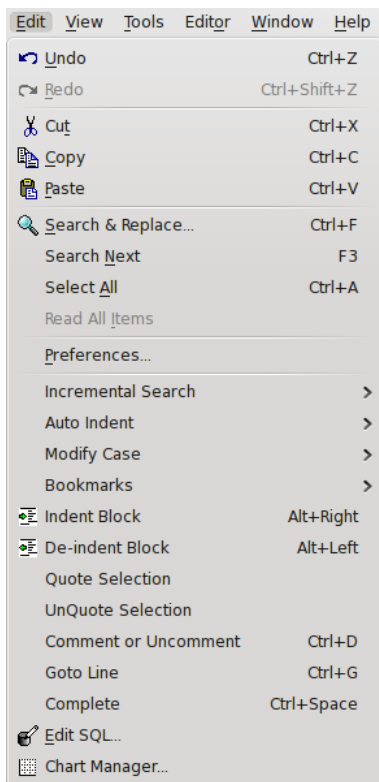 Edit View Tools Editor Window Help
Undo Ctrl+Z
Redo Ctrl+Shift+Z
Cut Ctrl+X
Copy Ctrl+C
Paste Ctrl+V
Search & Replace... Ctrl+F
Search Next F3
Select All Ctrl+A
Read All Items
Preferences...
Incremental Search
Auto Indent
Modify Case
Bookmarks
Indent Block Alt+Right
De-indent Block Alt+Left
Quote Selection
UnQuote Selection
Comment or Uncomment Ctrl+D
Goto Line Ctrl+G
Complete Ctrl+Space
Edit SQL...
Chart Manager...